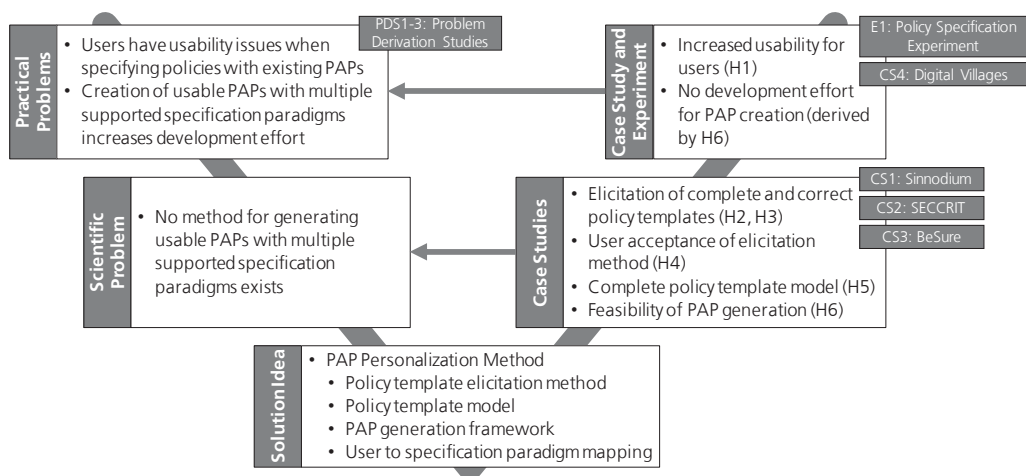 Practical
Problems
• Users have usability issues when
specifying policies with existing PAPs
• Creation of usable PAPs with multiple
supported specification paradigms
increases development effort
PDS1-3: Problem
Derivation Studies
Case Study and
Experiment
• Increased usability for
users (H1)
• No development effort
for PAP creation (derived
by H6)
E1: Policy Specification
Experiment
CS4: Digital Villages
Scientific
Problem
• No method for generating
usable PAPs with multiple
supported specification
paradigms exists
Case Studies
• Elicitation of complete and correct
policy templates (H2, H3)
• User acceptance of elicitation
method (H4)
• Complete policy template model (H5)
• Feasibility of PAP generation (H6)
CS1: Sinnodium
CS2: SECCRIT
CS3: BeSure
Solution Idea
• PAP Personalization Method
• Policy template elicitation method
• Policy template model
• PAP generation framework
• User to specification paradigm mapping